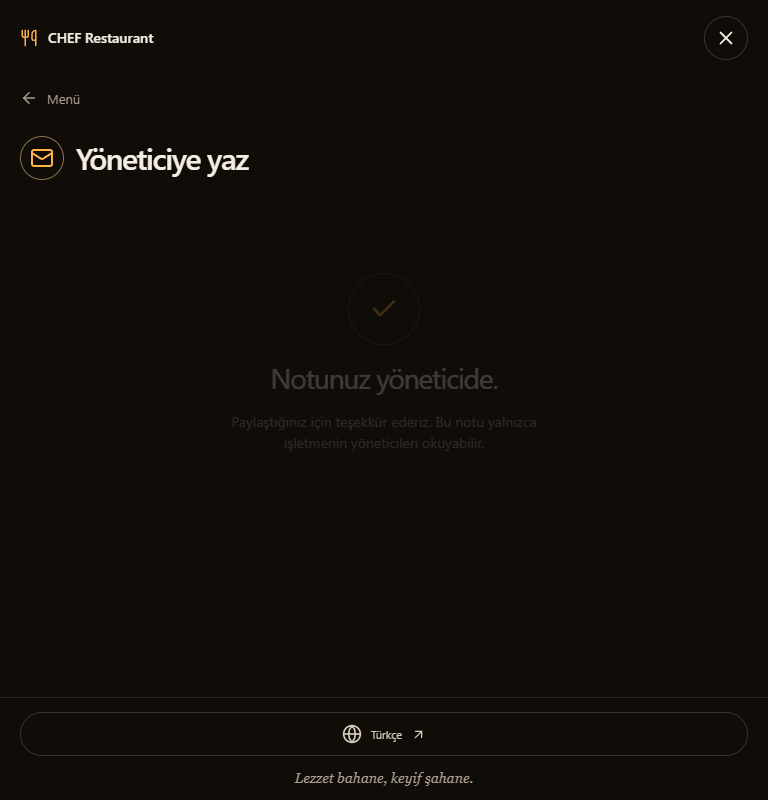 CHEF Restaurant
Menü
Yöneticiye yaz
Notunuz yöneticide.
Paylaştığınız için teşekkür ederiz. Bu notu yalnızca
işletmenin yöneticileri okuyabilir.
Türkçe
Lezzet bahane, keyif şahane.